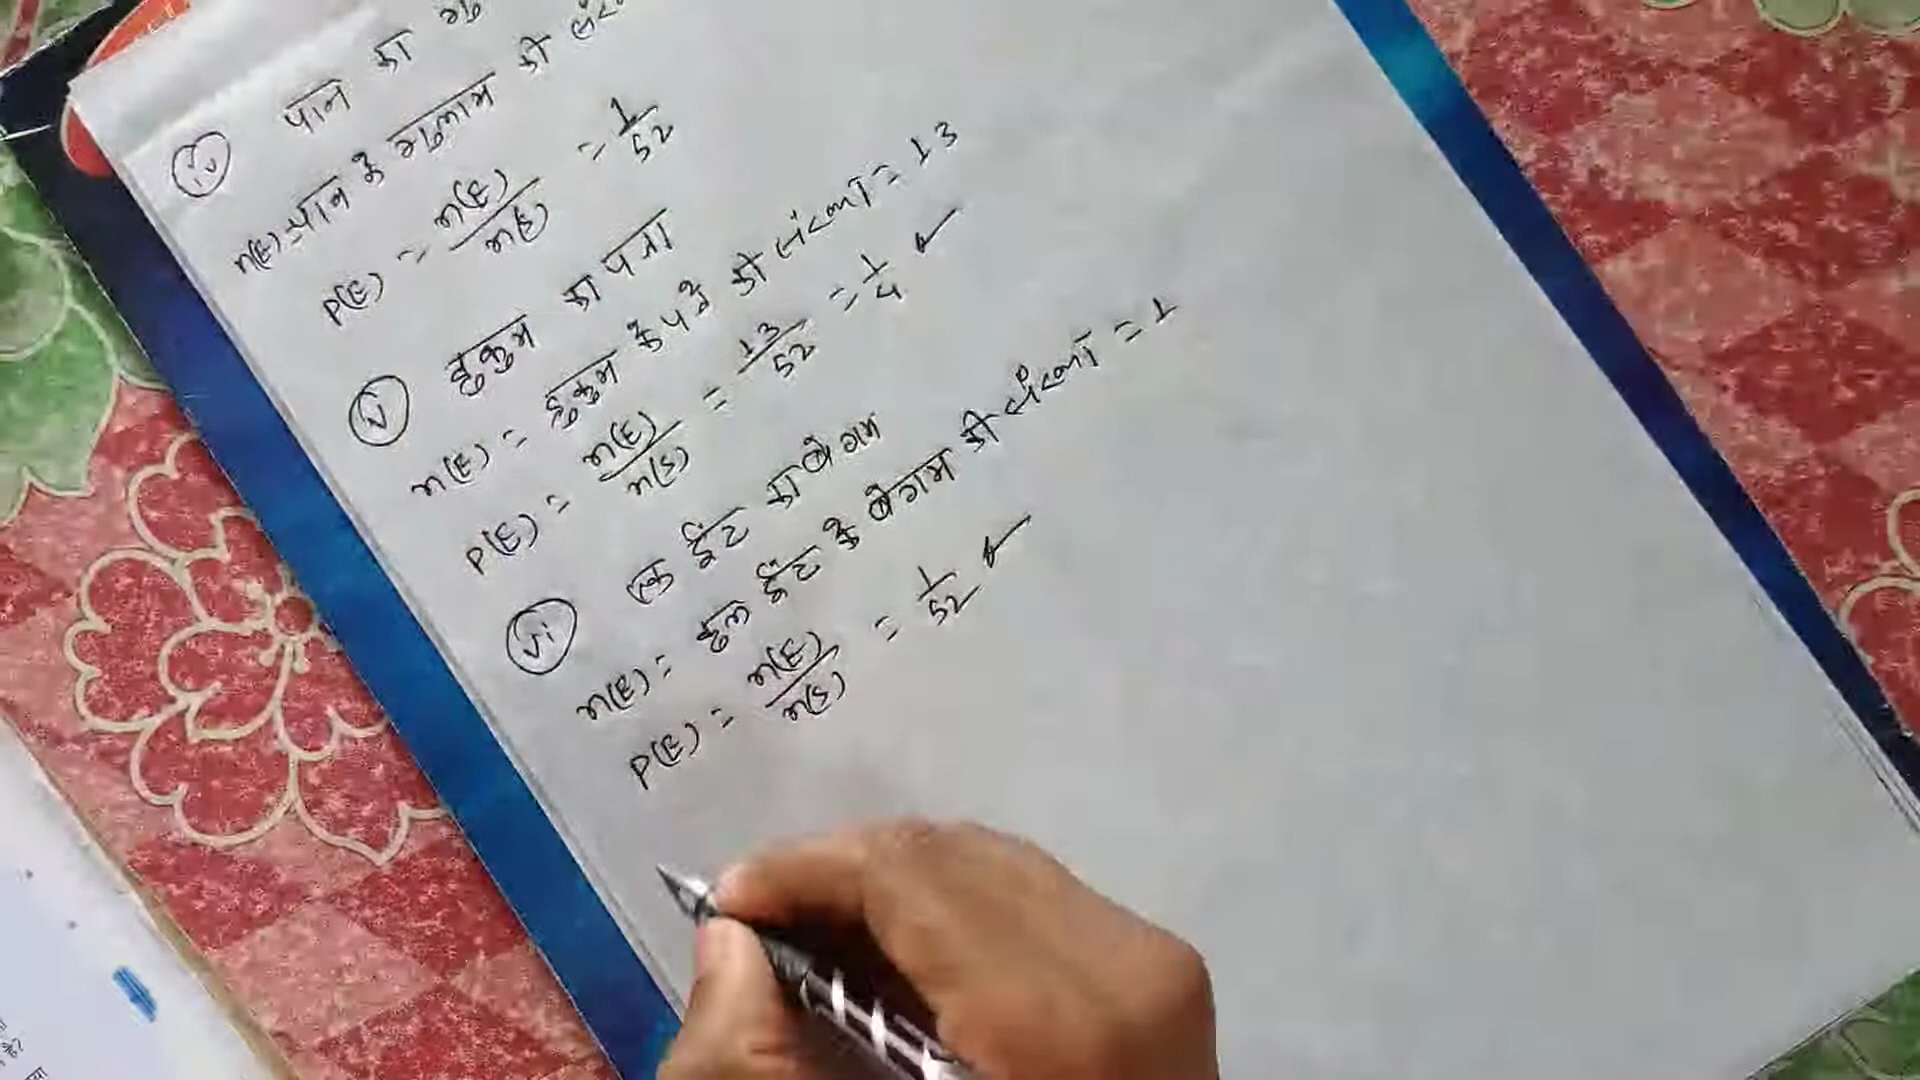 (iv) पान का
n(E) = पान के गुलाम की
P(E) = n(E)/n(S) = 1/52
(v) हुकुम का पत्ता
n(E) = हुकुम के पत्ते की संख्या = 13
P(E) = n(E)/n(S) = 13/52 = 1/4 ✓
(vi) एक ईंट का बेगम
n(E) = कुल ईंट के बेगम की संख्या = 1
P(E) = n(E)/n(S) = 1/52 ✓